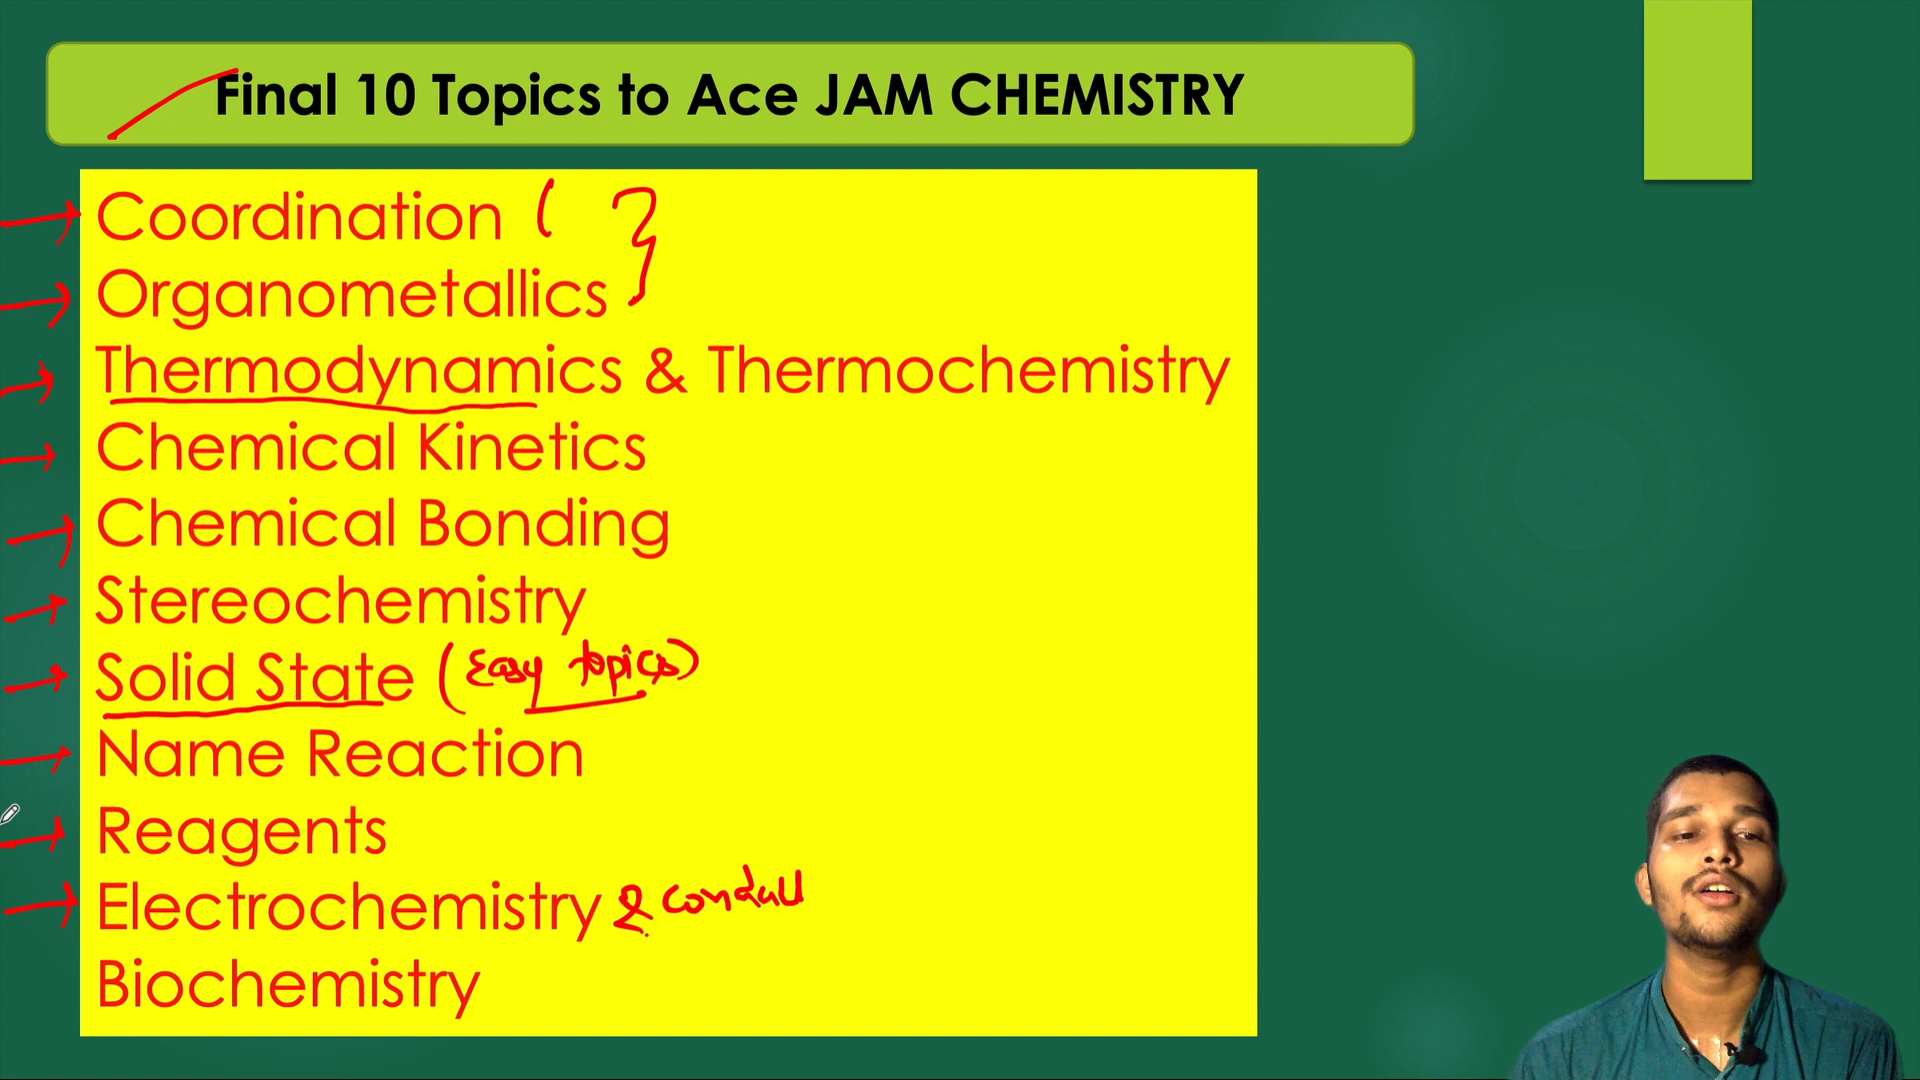 Final 10 Topics to Ace JAM CHEMISTRY
Coordination (
Organometallics
Thermodynamics & Thermochemistry
Chemical Kinetics
Chemical Bonding
Stereochemistry
Solid State (Easy topics)
Name Reaction
Reagents
Electrochemistry &
Biochemistry